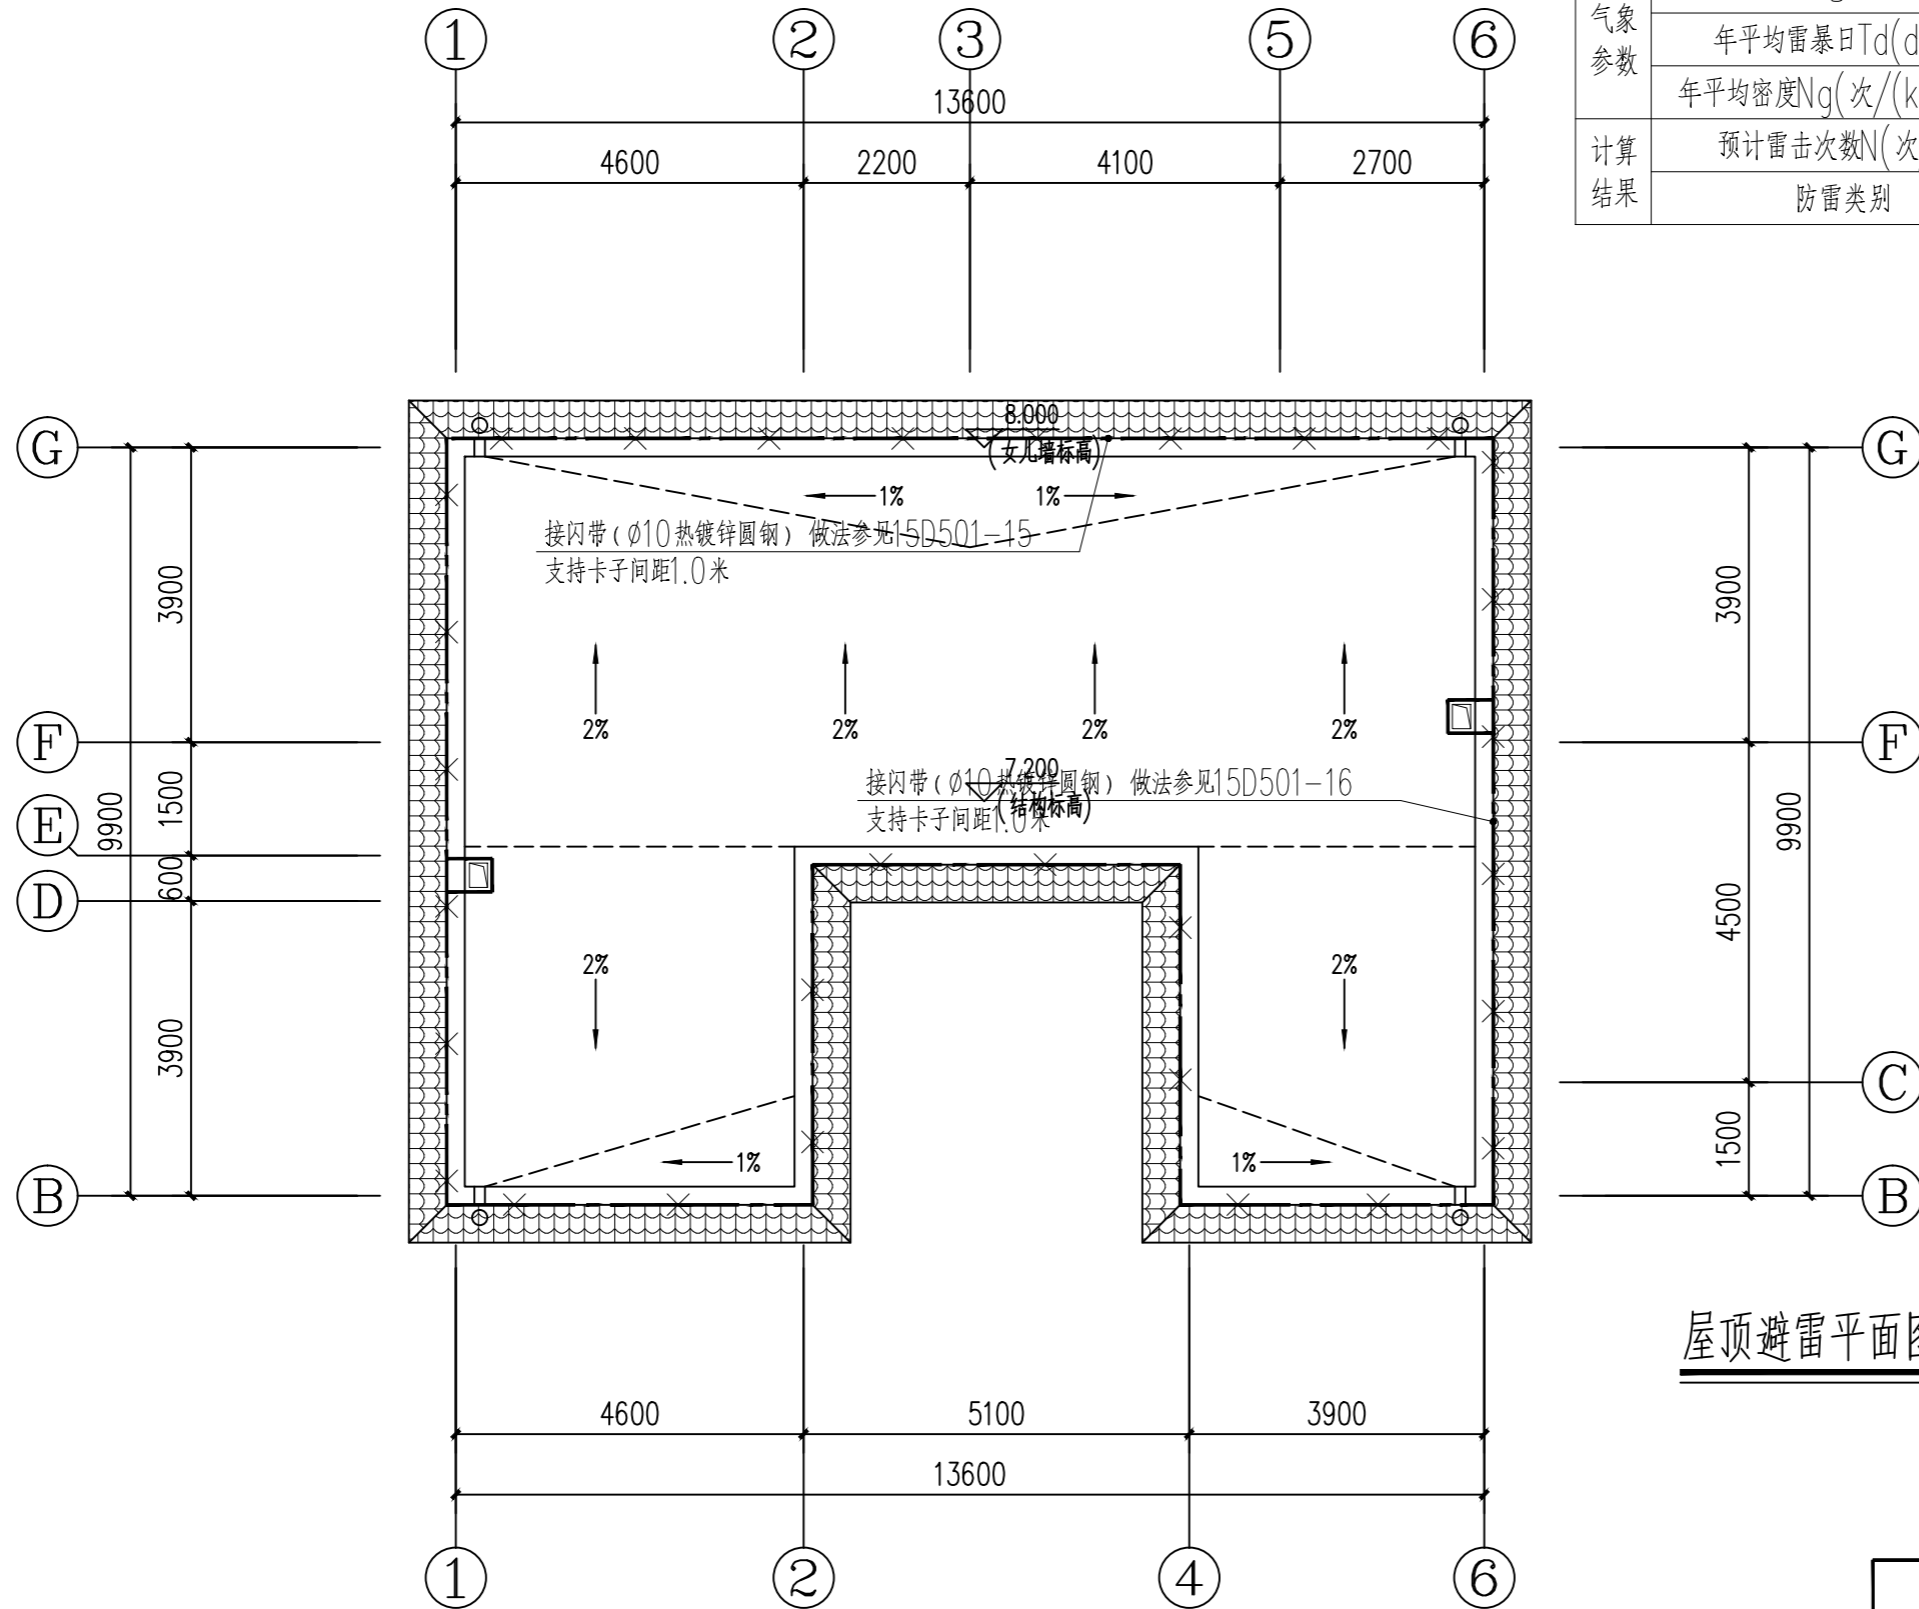 气象
参数
年平均雷暴日Td(d
年平均密度Ng(次/(k
计算
结果
预计雷击次数N(次
防雷类别
1 2 3 5 6
13600
4600 2200 4100 2700
8.000
(女儿墙标高)
G G
1% 1%
接闪带(Ø10热镀锌圆钢) 做法参见15D501-15
支持卡子间距1.0米
3900 3900
2% 2% 2% 2%
F F
7.200
(结构标高)
接闪带(Ø10热镀锌圆钢) 做法参见15D501-16
支持卡子间距1.0米
1500
E
9900 9900
600
D
4500
2% 2%
3900
C
1500
1% 1%
B B
屋顶避雷平面图
4600 5100 3900
13600
1 2 4 6